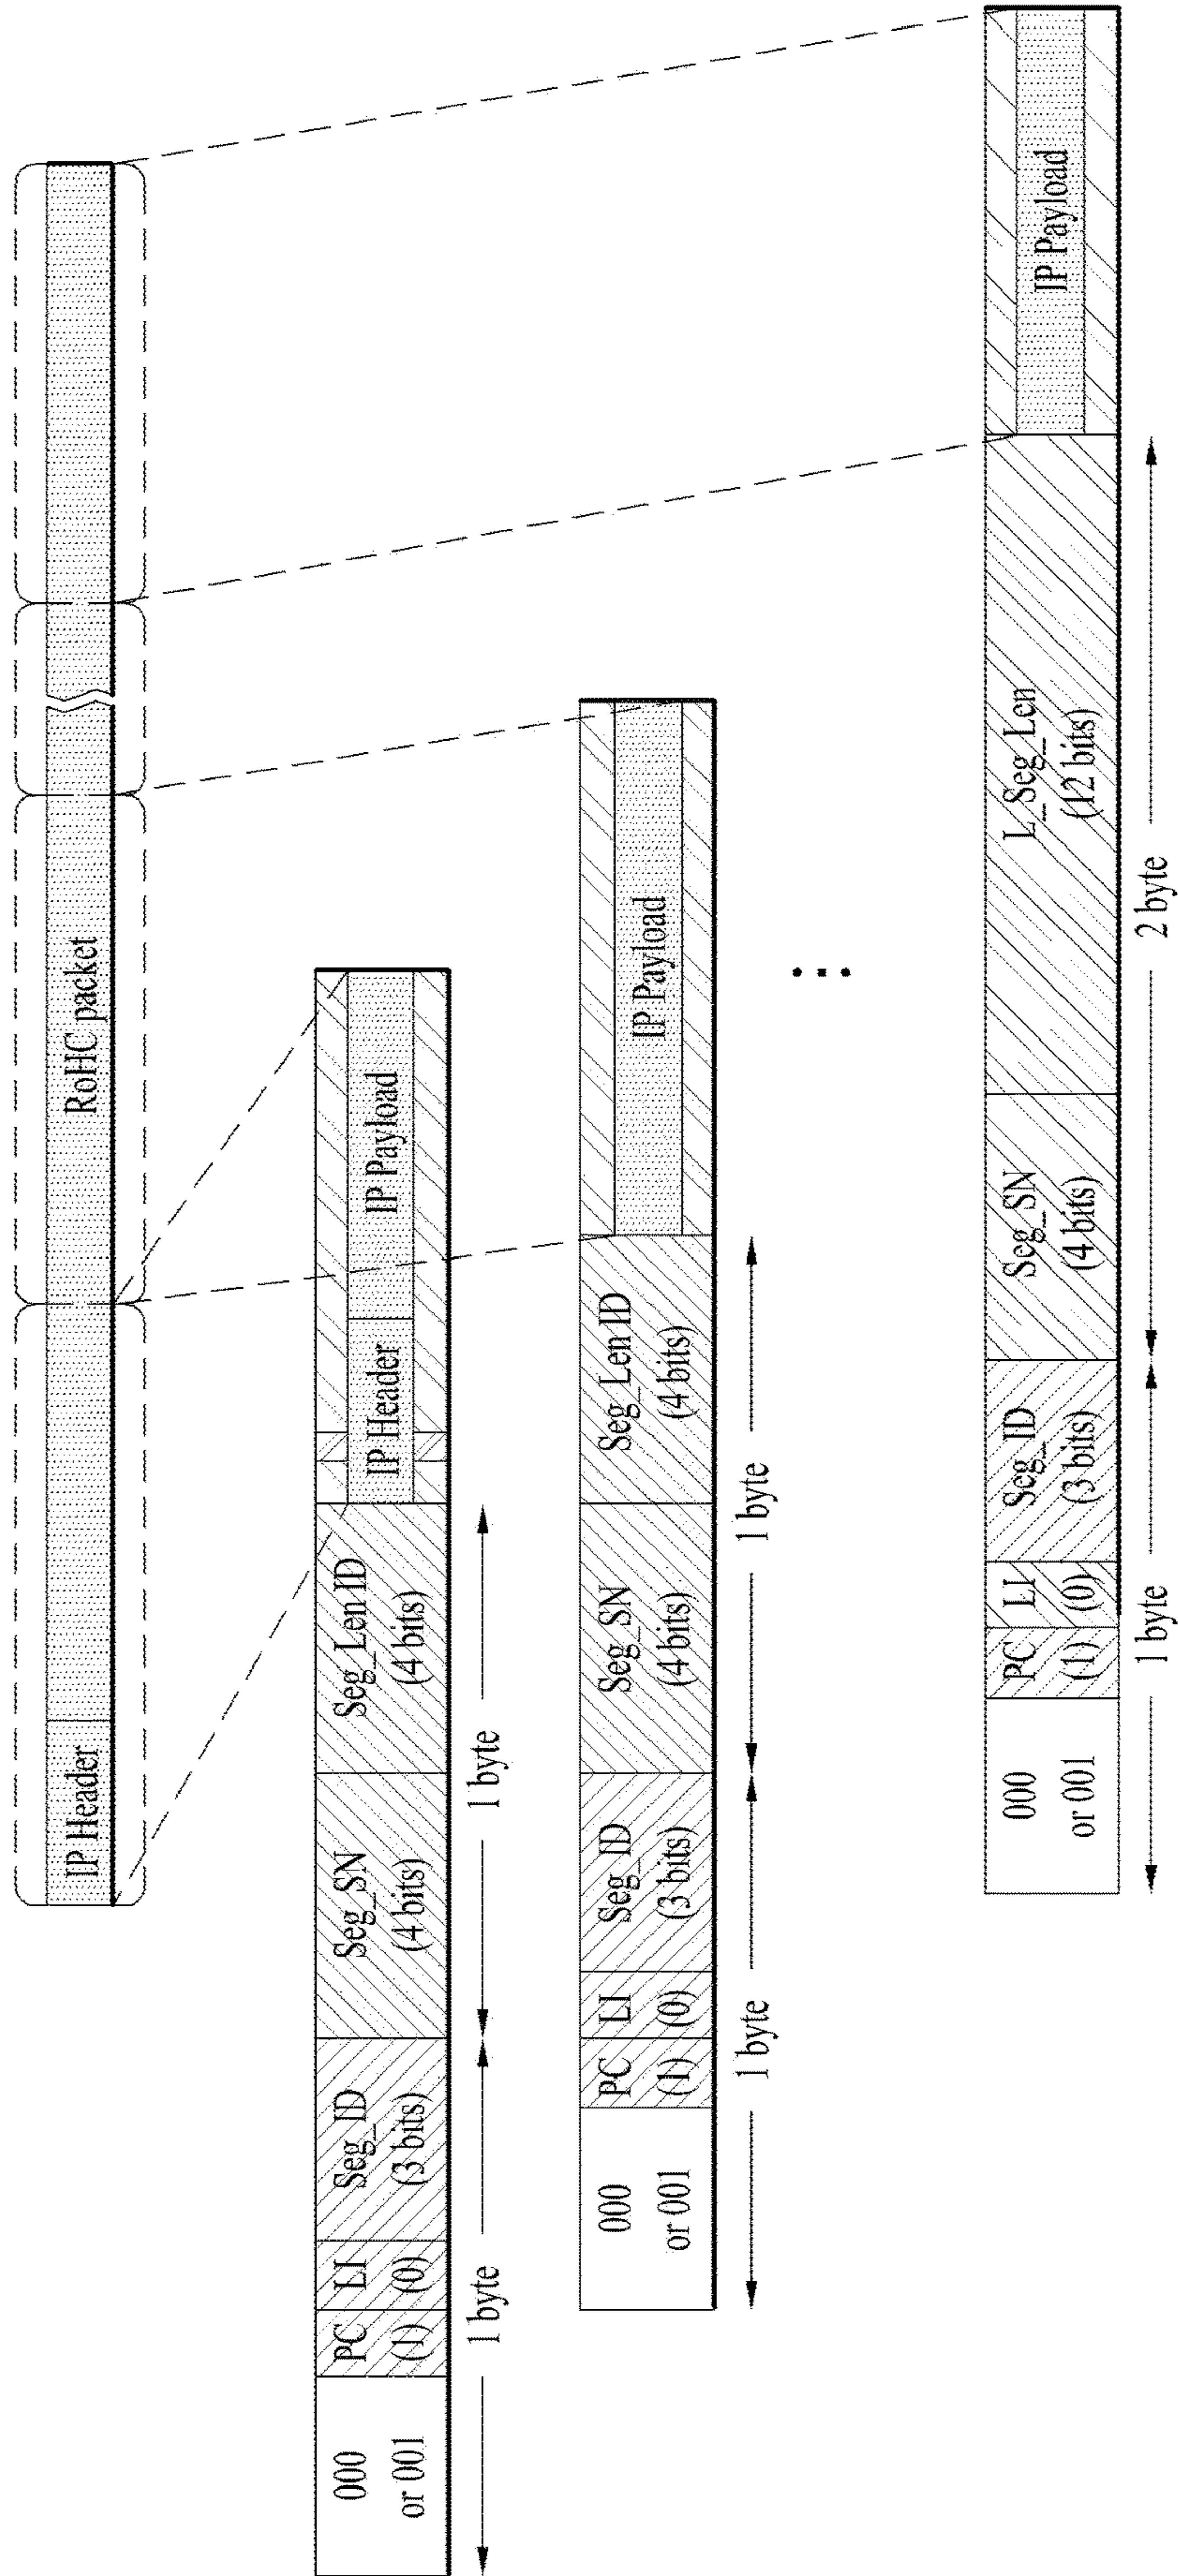 IP Header
RoHC packet
000
or 001
PC
(1)
LI
(0)
Seg_ID
(3 bits)
Seg_SN
(4 bits)
Seg_Len ID
(4 bits)
IP Header
IP Payload
1 byte
1 byte
000
or 001
PC
(1)
LI
(0)
Seg_ID
(3 bits)
Seg_SN
(4 bits)
Seg_Len ID
(4 bits)
IP Payload
1 byte
1 byte
000
or 001
PC
(1)
LI
(0)
Seg_ID
(3 bits)
Seg_SN
(4 bits)
L_Seg_Len
(12 bits)
IP Payload
1 byte
2 byte